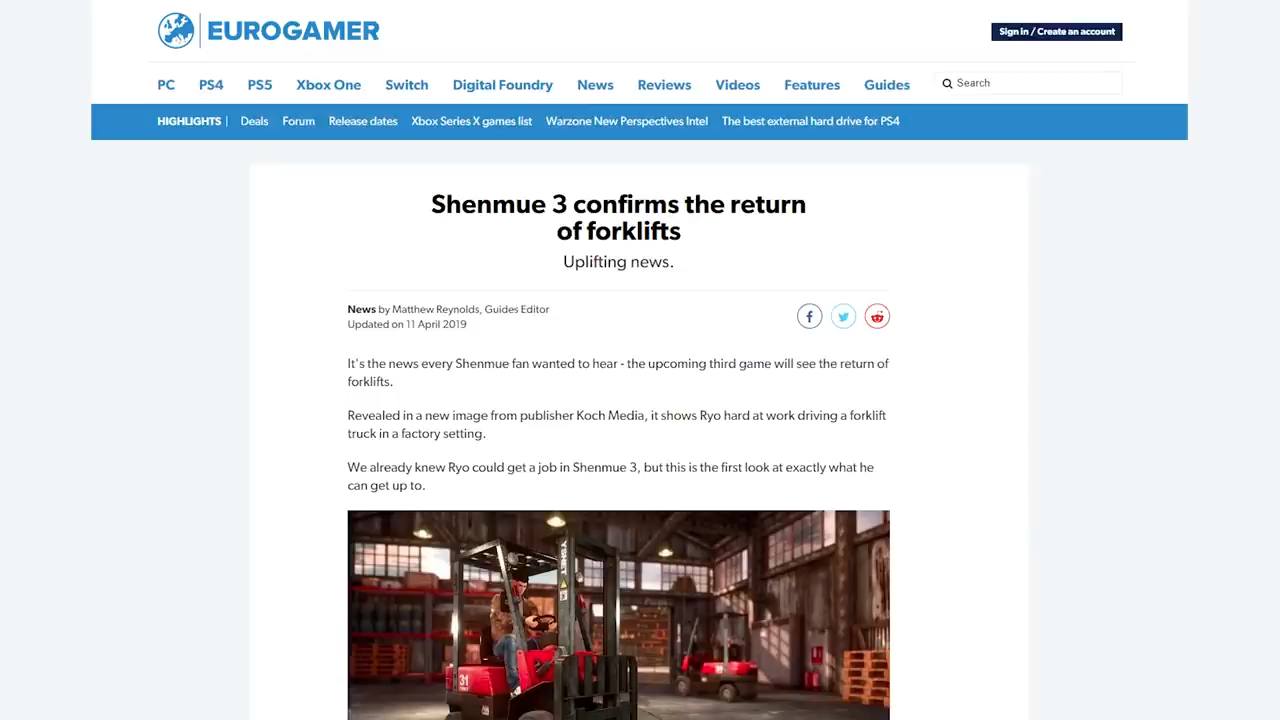 EUROGAMER
Sign in / Create an account
PC PS4 PS5 Xbox One Switch Digital Foundry News Reviews Videos Features Guides Search
HIGHLIGHTS | Deals Forum Release dates Xbox Series X games list Warzone New Perspectives Intel The best external hard drive for PS4
Shenmue 3 confirms the return
of forklifts
Uplifting news.
News by Matthew Reynolds, Guides Editor
Updated on 11 April 2019
It's the news every Shenmue fan wanted to hear - the upcoming third game will see the return of
forklifts.
Revealed in a new image from publisher Koch Media, it shows Ryo hard at work driving a forklift
truck in a factory setting.
We already knew Ryo could get a job in Shenmue 3, but this is the first look at exactly what he
can get up to.
YSNET
31